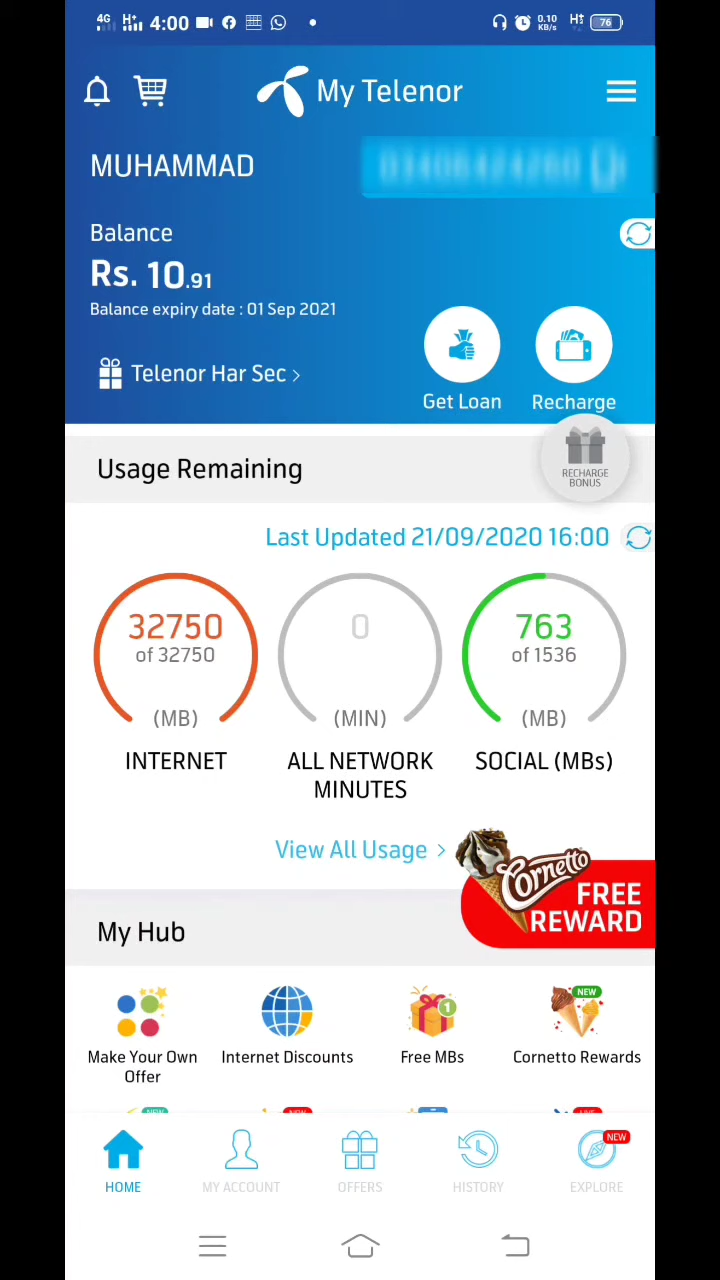 4G H+ 4:00 0.10 KB/s H‡ 76
My Telenor
MUHAMMAD
Balance
Rs. 10.91
Balance expiry date : 01 Sep 2021
Telenor Har Sec >
Get Loan
Recharge
RECHARGE
BONUS
Usage Remaining
Last Updated 21/09/2020 16:00
32750
of 32750
(MB)
INTERNET
0
(MIN)
ALL NETWORK
MINUTES
763
of 1536
(MB)
SOCIAL (MBs)
View All Usage >
Cornetto
FREE
REWARD
My Hub
Make Your Own
Offer
Internet Discounts
1
Free MBs
NEW
Cornetto Rewards
NEW
NEW
LIVE
HOME
MY ACCOUNT
OFFERS
HISTORY
NEW
EXPLORE